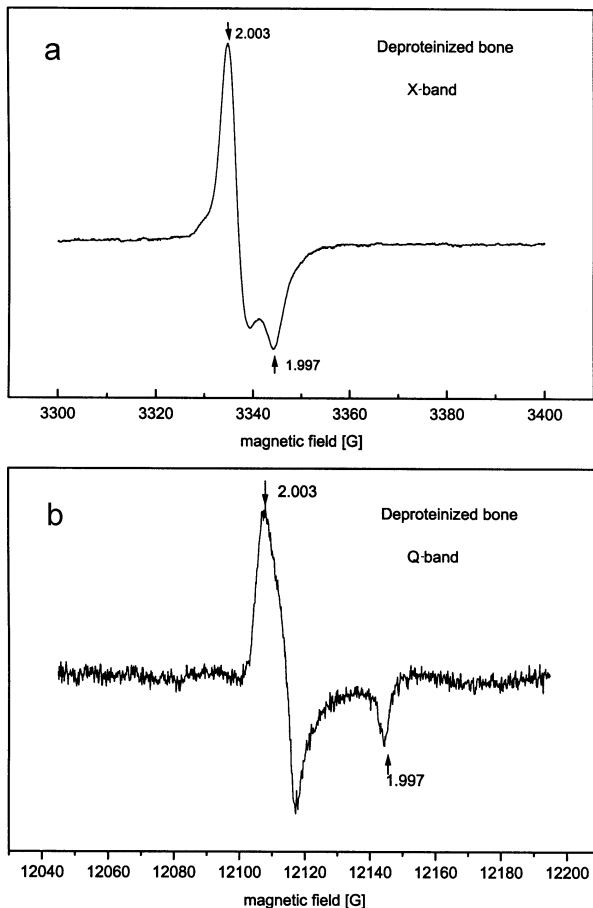 a
2.003
Deproteinized bone
X-band
1.997
3300 3320 3340 3360 3380 3400
magnetic field [G]
b
2.003
Deproteinized bone
Q-band
1.997
12040 12060 12080 12100 12120 12140 12160 12180 12200
magnetic field [G]